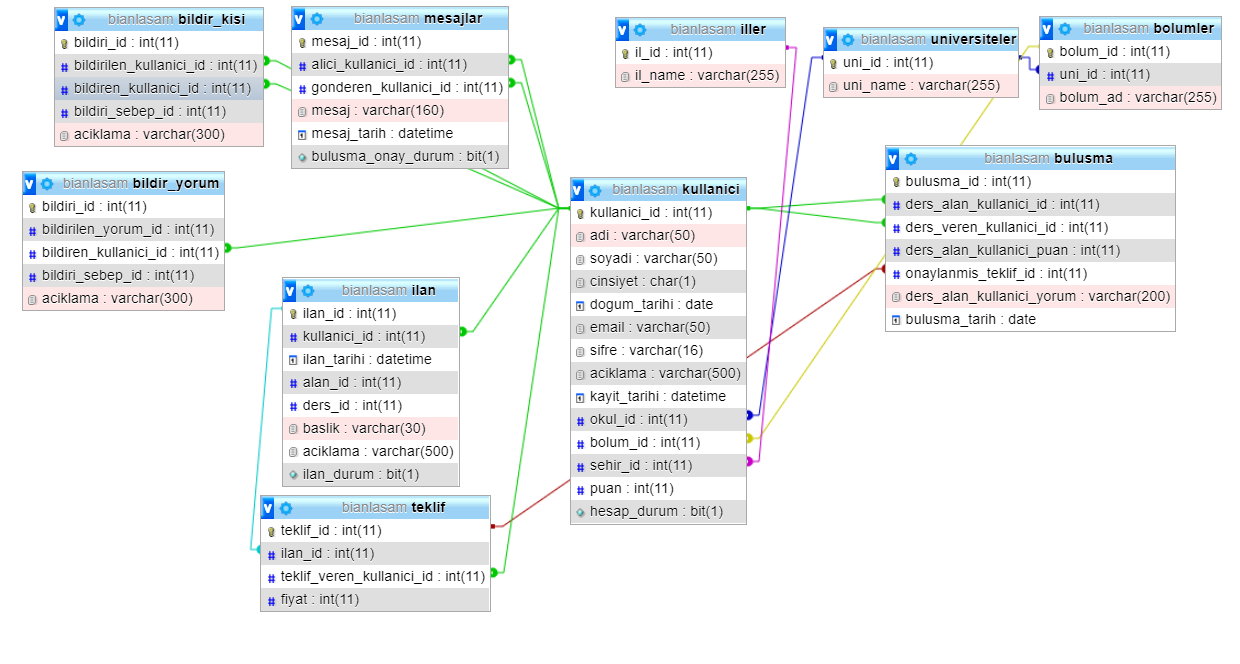 bianlasam bildir_kisi
bildiri_id : int(11)
bildirilen_kullanici_id : int(11)
bildiren_kullanici_id : int(11)
bildiri_sebep_id : int(11)
aciklama : varchar(300)
bianlasam mesajlar
mesaj_id : int(11)
alici_kullanici_id : int(11)
gonderen_kullanici_id : int(11)
mesaj : varchar(160)
mesaj_tarih : datetime
bulusma_onay_durum : bit(1)
bianlasam iller
il_id : int(11)
il_name : varchar(255)
bianlasam universiteler
uni_id : int(11)
uni_name : varchar(255)
bianlasam bolumler
bolum_id : int(11)
uni_id : int(11)
bolum_ad : varchar(255)
bianlasam bildir_yorum
bildiri_id : int(11)
bildirilen_yorum_id : int(11)
bildiren_kullanici_id : int(11)
bildiri_sebep_id : int(11)
aciklama : varchar(300)
bianlasam kullanici
kullanici_id : int(11)
adi : varchar(50)
soyadi : varchar(50)
cinsiyet : char(1)
dogum_tarihi : date
email : varchar(50)
sifre : varchar(16)
aciklama : varchar(500)
kayit_tarihi : datetime
okul_id : int(11)
bolum_id : int(11)
sehir_id : int(11)
puan : int(11)
hesap_durum : bit(1)
bianlasam bulusma
bulusma_id : int(11)
ders_alan_kullanici_id : int(11)
ders_veren_kullanici_id : int(11)
ders_alan_kullanici_puan : int(11)
onaylanmis_teklif_id : int(11)
ders_alan_kullanici_yorum : varchar(200)
bulusma_tarih : date
bianlasam ilan
ilan_id : int(11)
kullanici_id : int(11)
ilan_tarihi : datetime
alan_id : int(11)
ders_id : int(11)
baslik : varchar(30)
aciklama : varchar(500)
ilan_durum : bit(1)
bianlasam teklif
teklif_id : int(11)
ilan_id : int(11)
teklif_veren_kullanici_id : int(11)
fiyat : int(11)